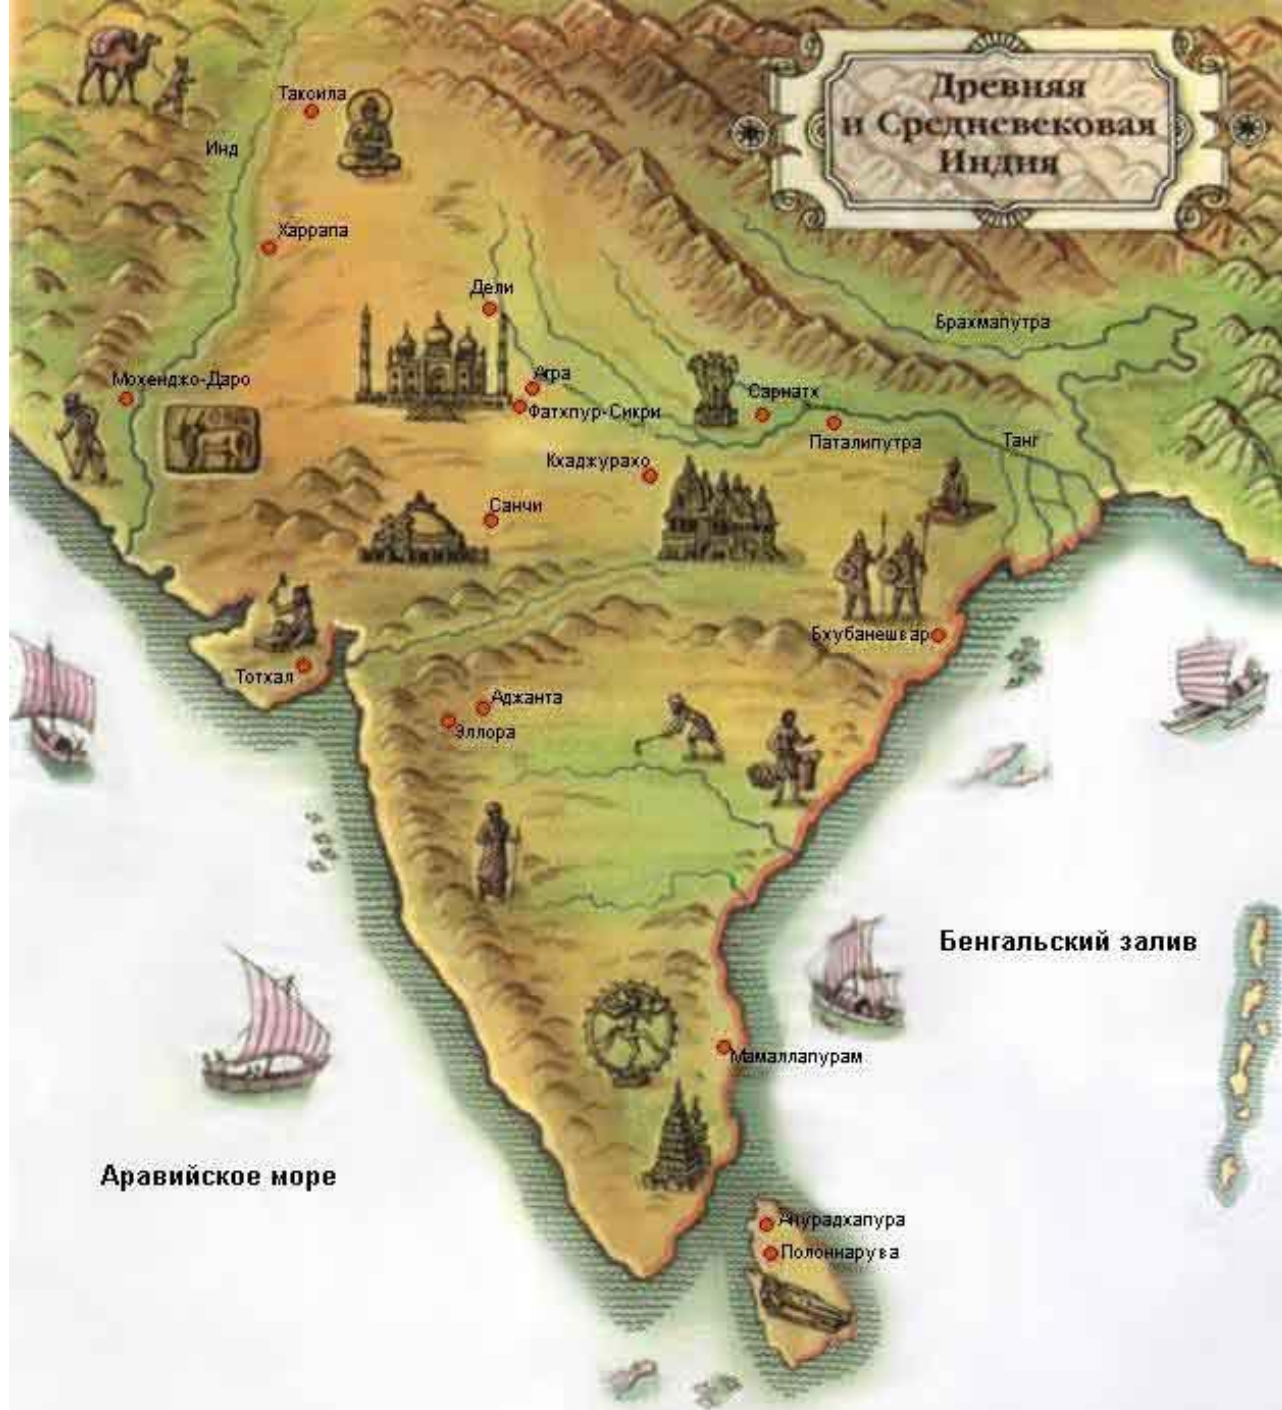 Древняя
и Средневековая
Индия
Таксила
Инд
Харрапа
Дели
Брахмапутра
Мохенджо-Даро
Агра
Фатхпур-Сикри
Сарнатх
Паталипутра
Танг
Кхаджурахо
Санчи
Бхубанешвар
Тотхал
Аджанта
Эллора
Бенгальский залив
Мамаллапурам
Аравийское море
Анурадхапура
Полоннарува